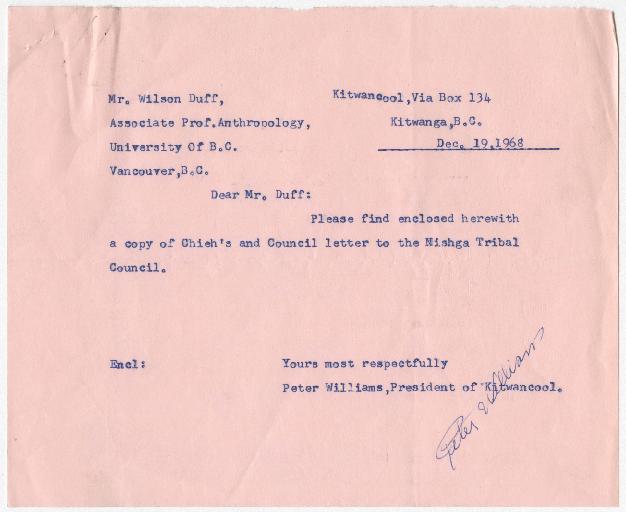 Mr. Wilson Duff,
Kitwancool,Via Box 134
Associate Prof.Anthropology,
Kitwanga,B.C.
University Of B.C.
Dec. 19,1968
Vancouver,B.C.
Dear Mr. Duff:
Please find enclosed herewith
a copy of Chieh's and Council letter to the Nishga Tribal
Council.
Encl:
Yours most respectfully
Peter Williams,President of Kitwancool.
Peter Williams